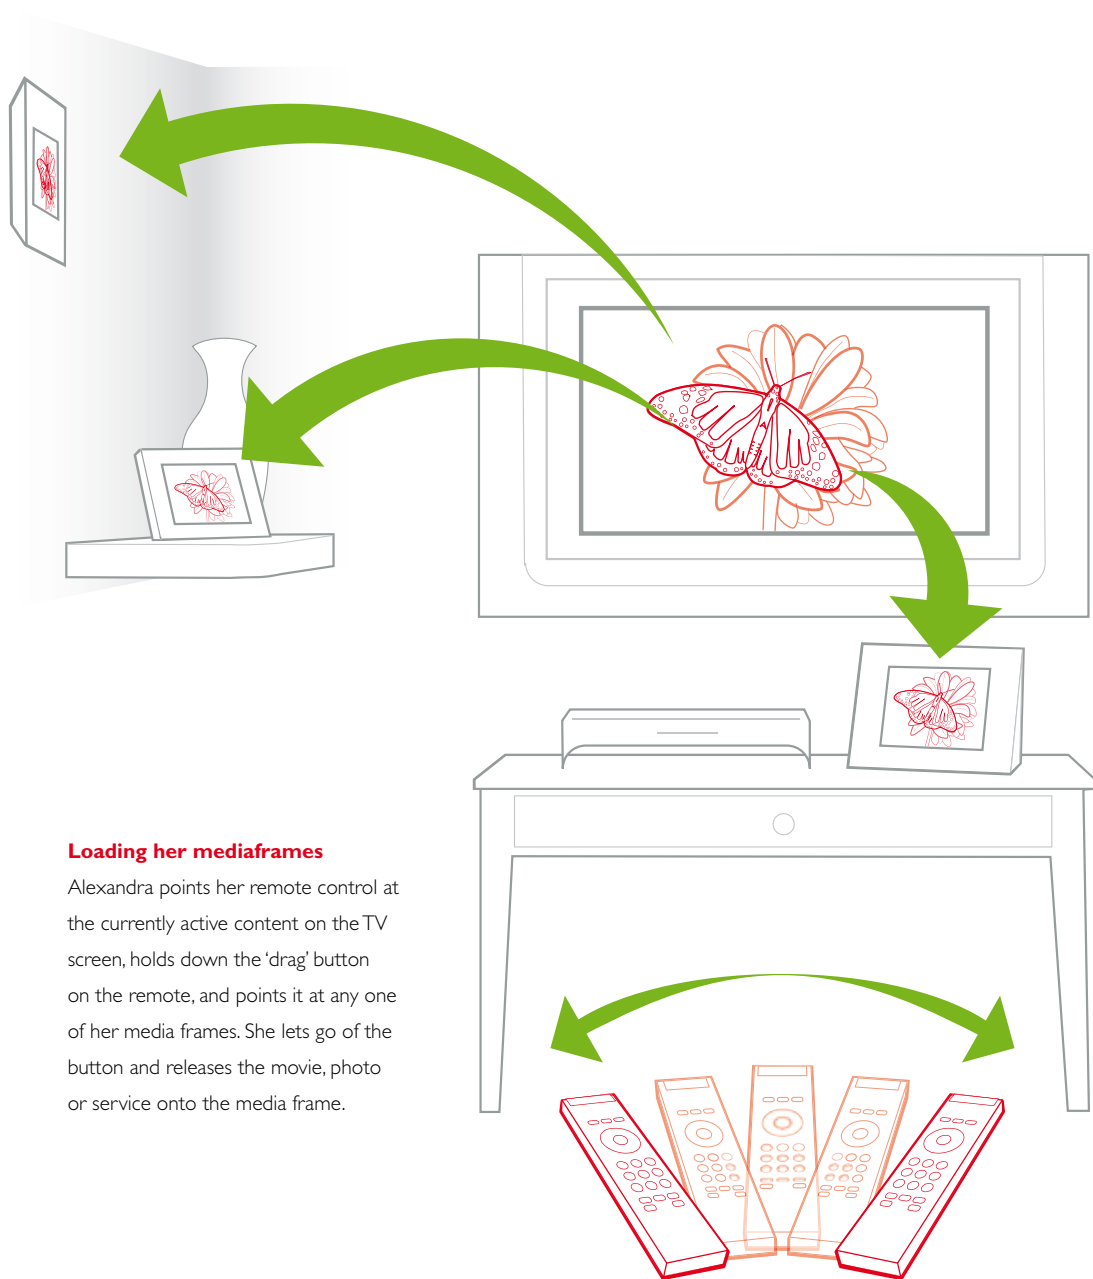 Loading her mediaframes
Alexandra points her remote control at
the currently active content on the TV
screen, holds down the ‘drag’ button
on the remote, and points it at any one
of her media frames. She lets go of the
button and releases the movie, photo
or service onto the media frame.